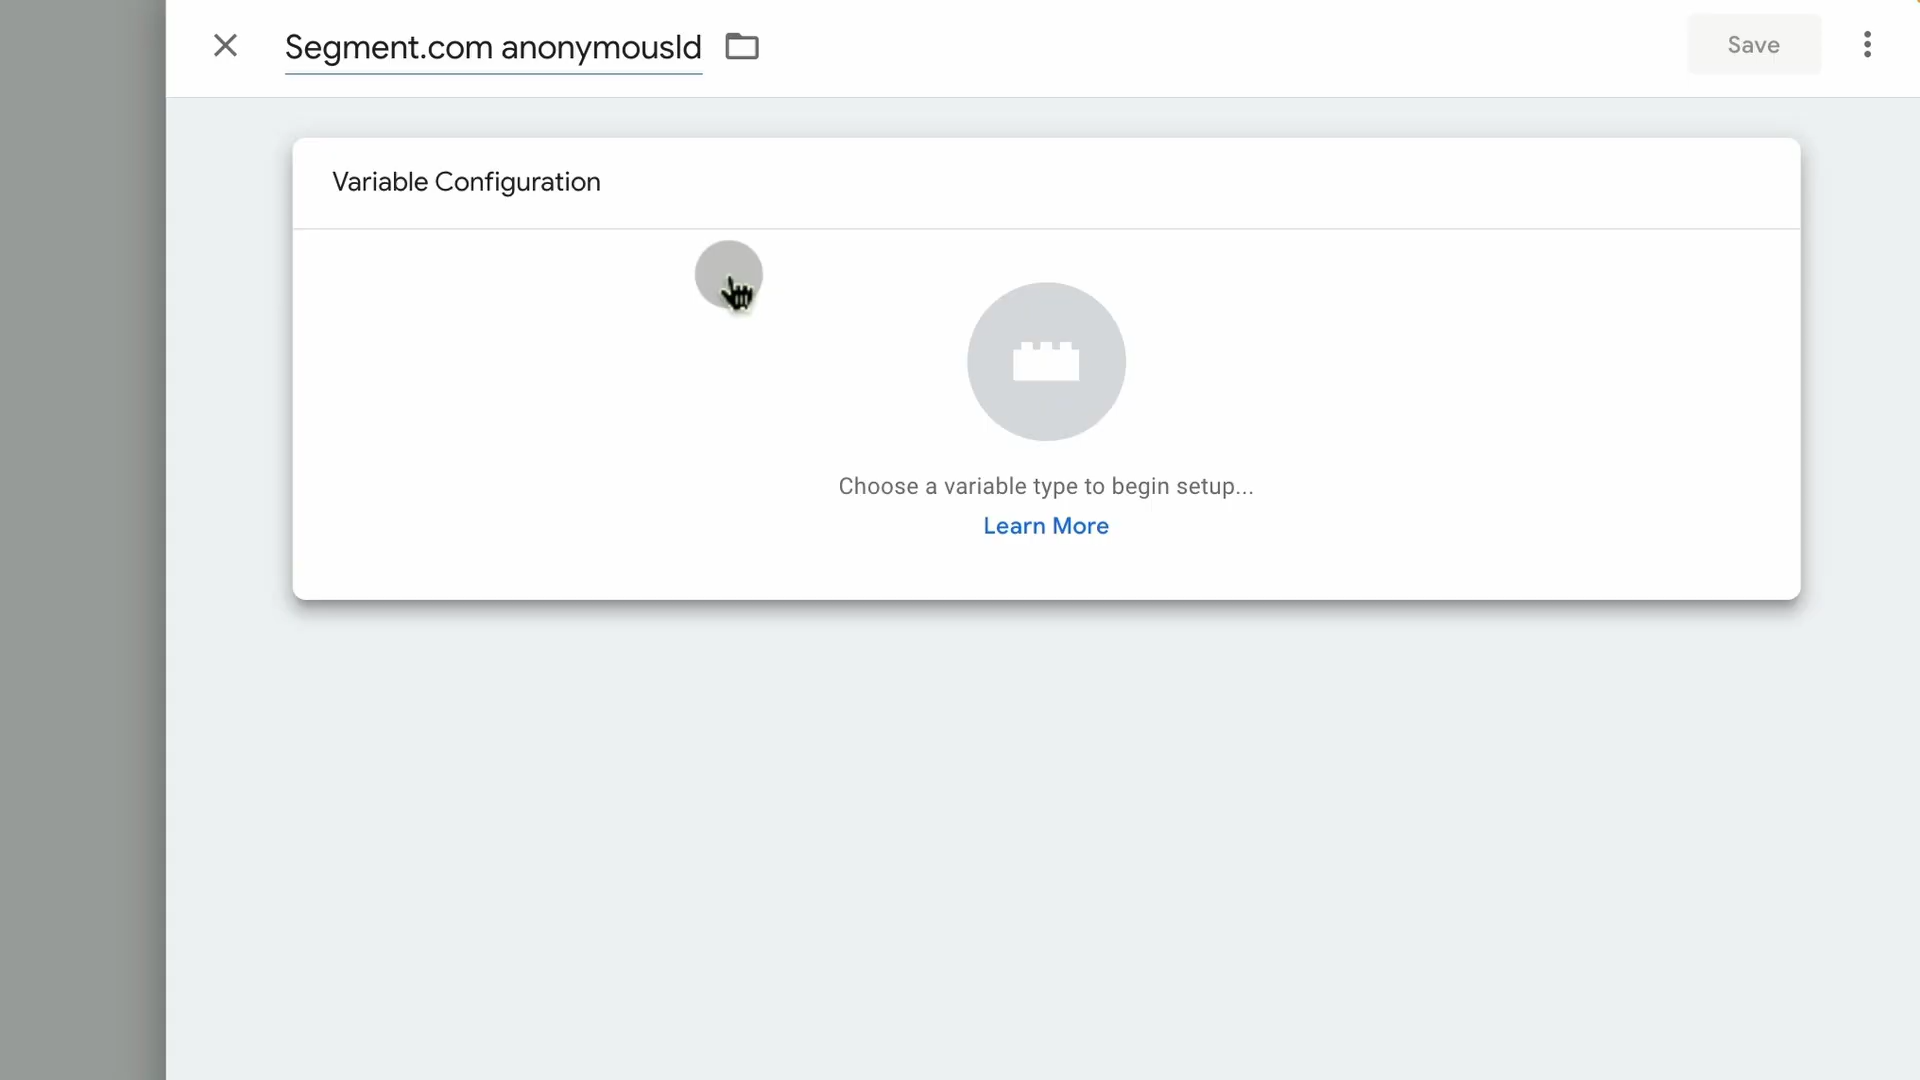 Segment.com anonymousId
Save
Variable Configuration
Choose a variable type to begin setup...
Learn More